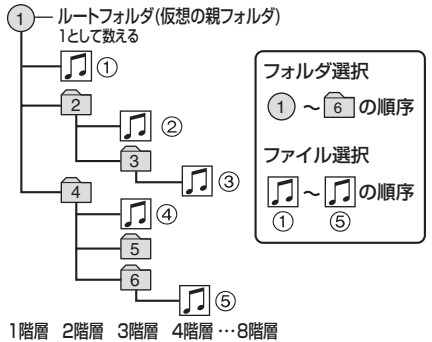 1
ルートフォルダ(仮想の親フォルダ)
1として数える
①
2
②
3
③
4
④
5
6
⑤
フォルダ選択
1 ～ 6 の順序
ファイル選択
～ の順序
① ⑤
1階層 2階層 3階層 4階層 …8階層